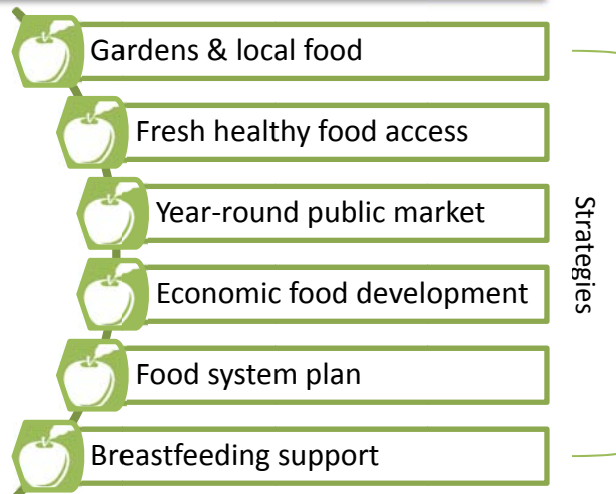 Gardens & local food
Fresh healthy food access
Year-round public market
Economic food development
Food system plan
Breastfeeding support
Strategies